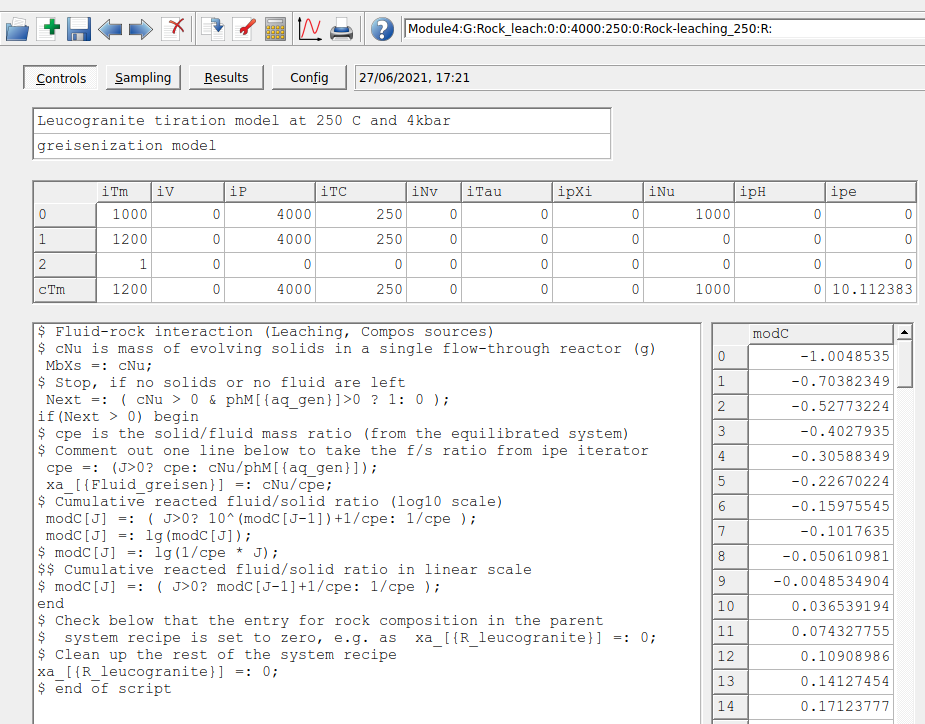 Module4:G:Rock_leach:0:0:4000:250:0:Rock-leaching_250:R:
Controls Sampling Results Config 27/06/2021, 17:21
Leucogranite tiration model at 250 C and 4kbar
greisenization model
iTm iV iP iTC iNv iTau ipXi iNu ipH ipe
0 1000 0 4000 250 0 0 0 1000 0 0
1 1200 0 4000 250 0 0 0 0 0 0
2 1 0 0 0 0 0 0 0 0 0
cTm 1200 0 4000 250 0 0 0 1000 0 10.112383
$ Fluid-rock interaction (Leaching, Compos sources)
$ cNu is mass of evolving solids in a single flow-through reactor (g)
MbXs =: cNu;
$ Stop, if no solids or no fluid are left
Next =: ( cNu > 0 & phM[{aq_gen}]>0 ? 1: 0 );
if(Next > 0) begin
$ cpe is the solid/fluid mass ratio (from the equilibrated system)
$ Comment out one line below to take the f/s ratio from ipe iterator
cpe =: (J>0? cpe: cNu/phM[{aq_gen}]);
xa_[{Fluid_greisen}] =: cNu/cpe;
$ Cumulative reacted fluid/solid ratio (log10 scale)
modC[J] =: ( J>0? 10^(modC[J-1])+1/cpe: 1/cpe );
modC[J] =: lg(modC[J]);
$ modC[J] =: lg(1/cpe * J);
$$ Cumulative reacted fluid/solid ratio in linear scale
$ modC[J] =: ( J>0? modC[J-1]+1/cpe: 1/cpe );
end
$ Check below that the entry for rock composition in the parent
$  system recipe is set to zero, e.g. as  xa_[{R_leucogranite}] =: 0;
$ Clean up the rest of the system recipe
xa_[{R_leucogranite}] =: 0;
$ end of script
modC
0 -1.0048535
1 -0.70382349
2 -0.52773224
3 -0.4027935
4 -0.30588349
5 -0.22670224
6 -0.15975545
7 -0.1017635
8 -0.050610981
9 -0.0048534904
10 0.036539194
11 0.074327755
12 0.10908986
13 0.14127454
14 0.17123777